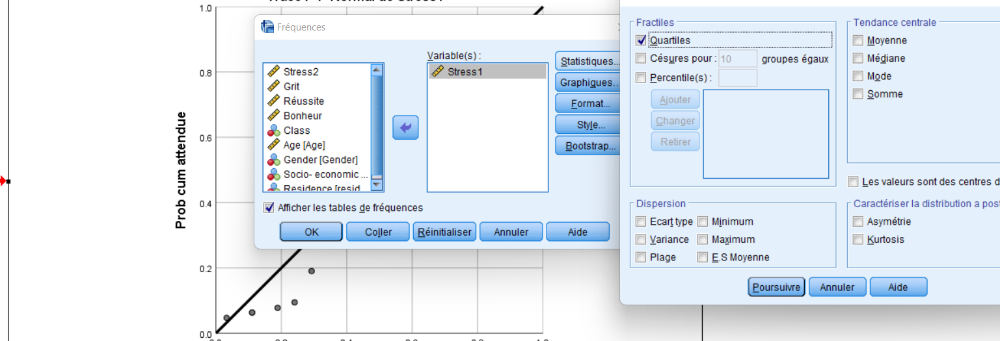 Tracé P-P Normal de Stress1
1.0
0.8
0.6
0.4
0.2
0.0
Prob cum attendue
Fréquences
Stress2
Grit
Réussite
Bonheur
Class
Age [Age]
Gender [Gender]
Socio- economic ...
Residence [resid
Variable(s) :
Stress1
Statistiques...
Graphiques...
Format...
Style...
Bootstrap...
Afficher les tables de fréquences
OK
Coller
Réinitialiser
Annuler
Aide
Fractiles
Quartiles
Césures pour : 10 groupes égaux
Percentile(s) :
Ajouter
Changer
Retirer
Tendance centrale
Moyenne
Médiane
Mode
Somme
Les valeurs sont des centres d
Dispersion
Ecart type Minimum
Variance Maximum
Plage E.S Moyenne
Caractériser la distribution a post
Asymétrie
Kurtosis
Poursuivre
Annuler
Aide